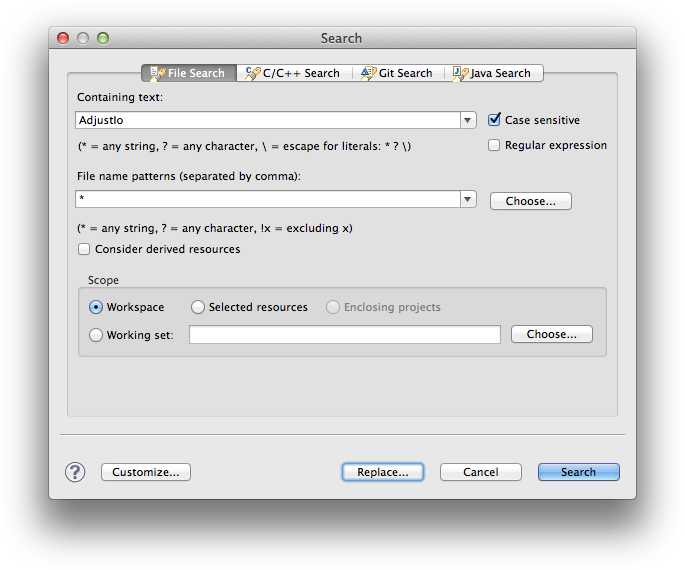 Search
File Search C/C++ Search Git Search Java Search
Containing text:
AdjustIo Case sensitive
(* = any string, ? = any character, \ = escape for literals: * ? \) Regular expression
File name patterns (separated by comma):
* Choose...
(* = any string, ? = any character, !x = excluding x)
Consider derived resources
Scope
Workspace Selected resources Enclosing projects
Working set: Choose...
? Customize... Replace... Cancel Search